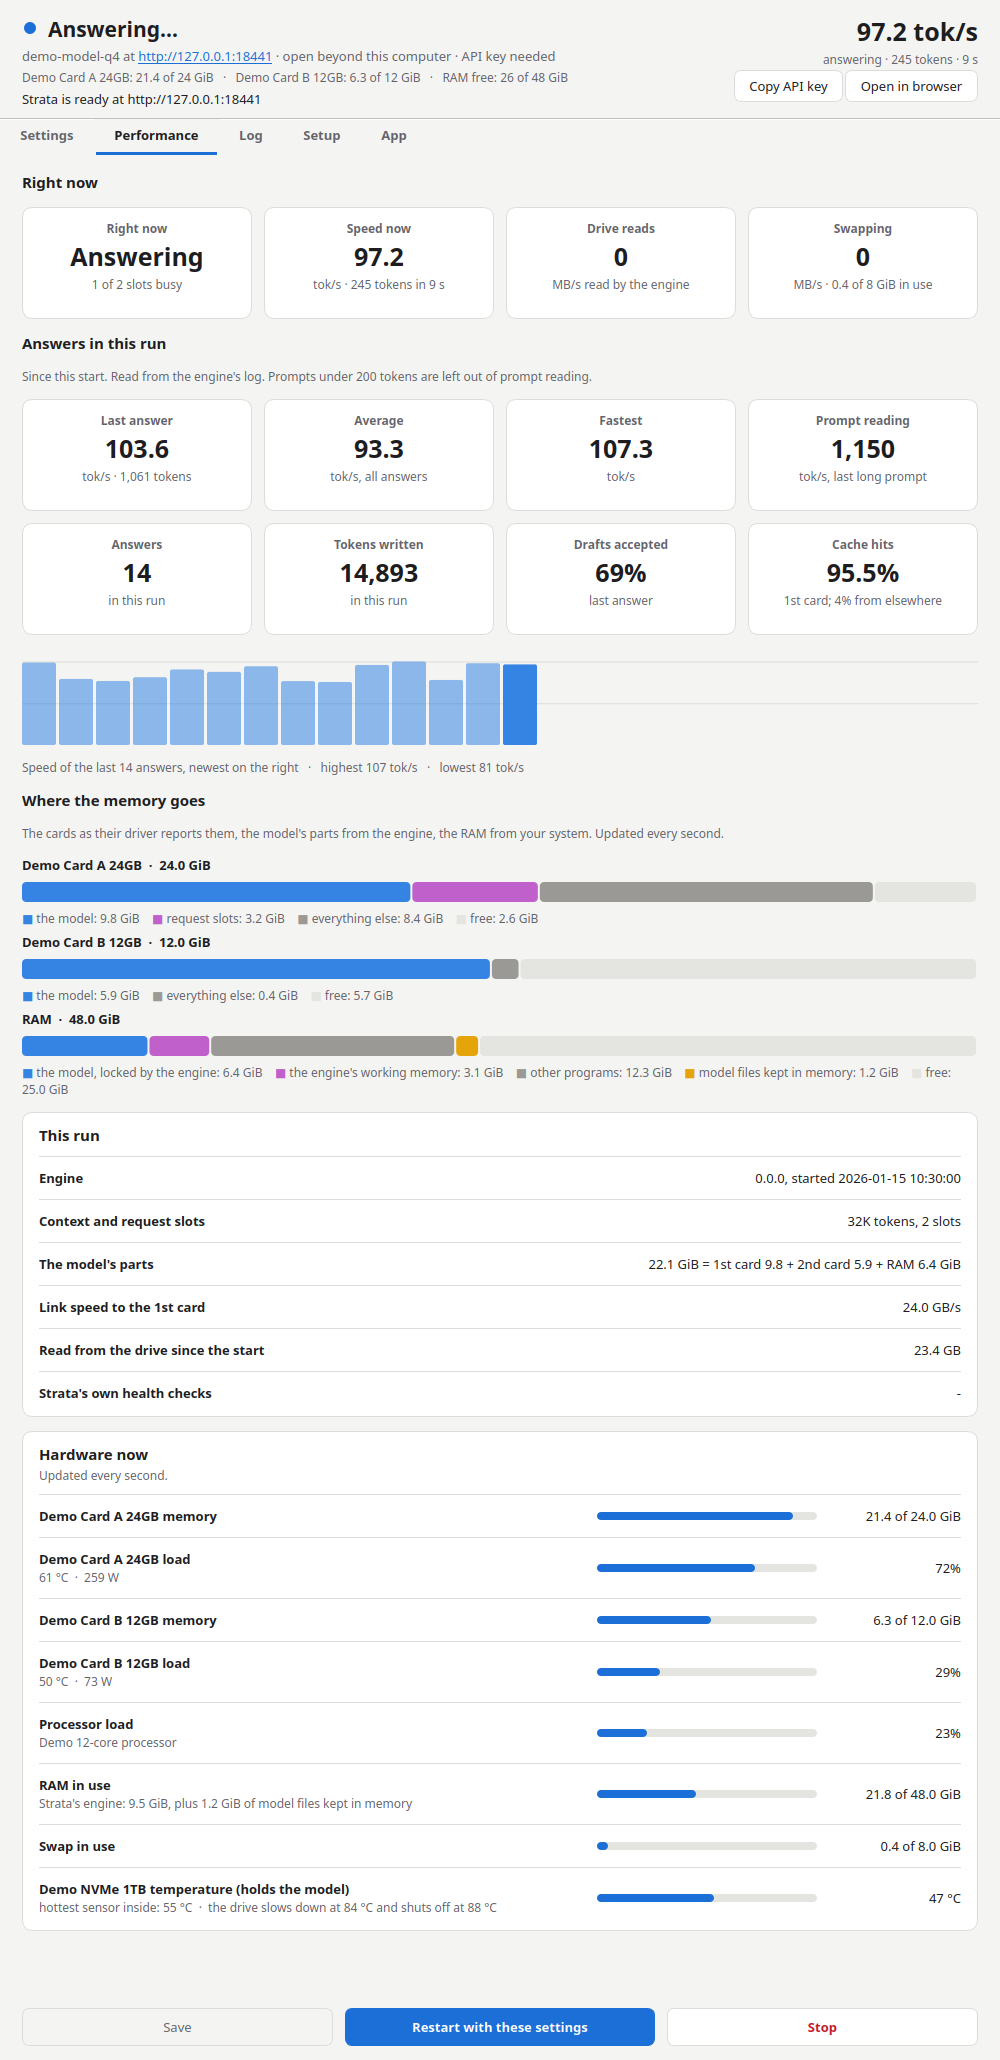 Answering...
97.2 tok/s
demo-model-q4 at http://127.0.0.1:18441 · open beyond this computer · API key needed
answering · 245 tokens · 9 s
Demo Card A 24GB: 21.4 of 24 GiB · Demo Card B 12GB: 6.3 of 12 GiB · RAM free: 26 of 48 GiB
Copy API key
Open in browser
Strata is ready at http://127.0.0.1:18441
Settings
Performance
Log
Setup
App
Right now
Right now
Answering
1 of 2 slots busy
Speed now
97.2
tok/s · 245 tokens in 9 s
Drive reads
0
MB/s read by the engine
Swapping
0
MB/s · 0.4 of 8 GiB in use
Answers in this run
Since this start. Read from the engine's log. Prompts under 200 tokens are left out of prompt reading.
Last answer
103.6
tok/s · 1,061 tokens
Average
93.3
tok/s, all answers
Fastest
107.3
tok/s
Prompt reading
1,150
tok/s, last long prompt
Answers
14
in this run
Tokens written
14,893
in this run
Drafts accepted
69%
last answer
Cache hits
95.5%
1st card; 4% from elsewhere
Speed of the last 14 answers, newest on the right · highest 107 tok/s · lowest 81 tok/s
Where the memory goes
The cards as their driver reports them, the model's parts from the engine, the RAM from your system. Updated every second.
Demo Card A 24GB · 24.0 GiB
the model: 9.8 GiB request slots: 3.2 GiB everything else: 8.4 GiB free: 2.6 GiB
Demo Card B 12GB · 12.0 GiB
the model: 5.9 GiB everything else: 0.4 GiB free: 5.7 GiB
RAM · 48.0 GiB
the model, locked by the engine: 6.4 GiB the engine's working memory: 3.1 GiB other programs: 12.3 GiB model files kept in memory: 1.2 GiB free:
25.0 GiB
This run
Engine
0.0.0, started 2026-01-15 10:30:00
Context and request slots
32K tokens, 2 slots
The model's parts
22.1 GiB = 1st card 9.8 + 2nd card 5.9 + RAM 6.4 GiB
Link speed to the 1st card
24.0 GB/s
Read from the drive since the start
23.4 GB
Strata's own health checks
-
Hardware now
Updated every second.
Demo Card A 24GB memory
21.4 of 24.0 GiB
Demo Card A 24GB load
61 °C · 259 W
72%
Demo Card B 12GB memory
6.3 of 12.0 GiB
Demo Card B 12GB load
50 °C · 73 W
29%
Processor load
Demo 12-core processor
23%
RAM in use
Strata's engine: 9.5 GiB, plus 1.2 GiB of model files kept in memory
21.8 of 48.0 GiB
Swap in use
0.4 of 8.0 GiB
Demo NVMe 1TB temperature (holds the model)
hottest sensor inside: 55 °C · the drive slows down at 84 °C and shuts off at 88 °C
47 °C
Save
Restart with these settings
Stop